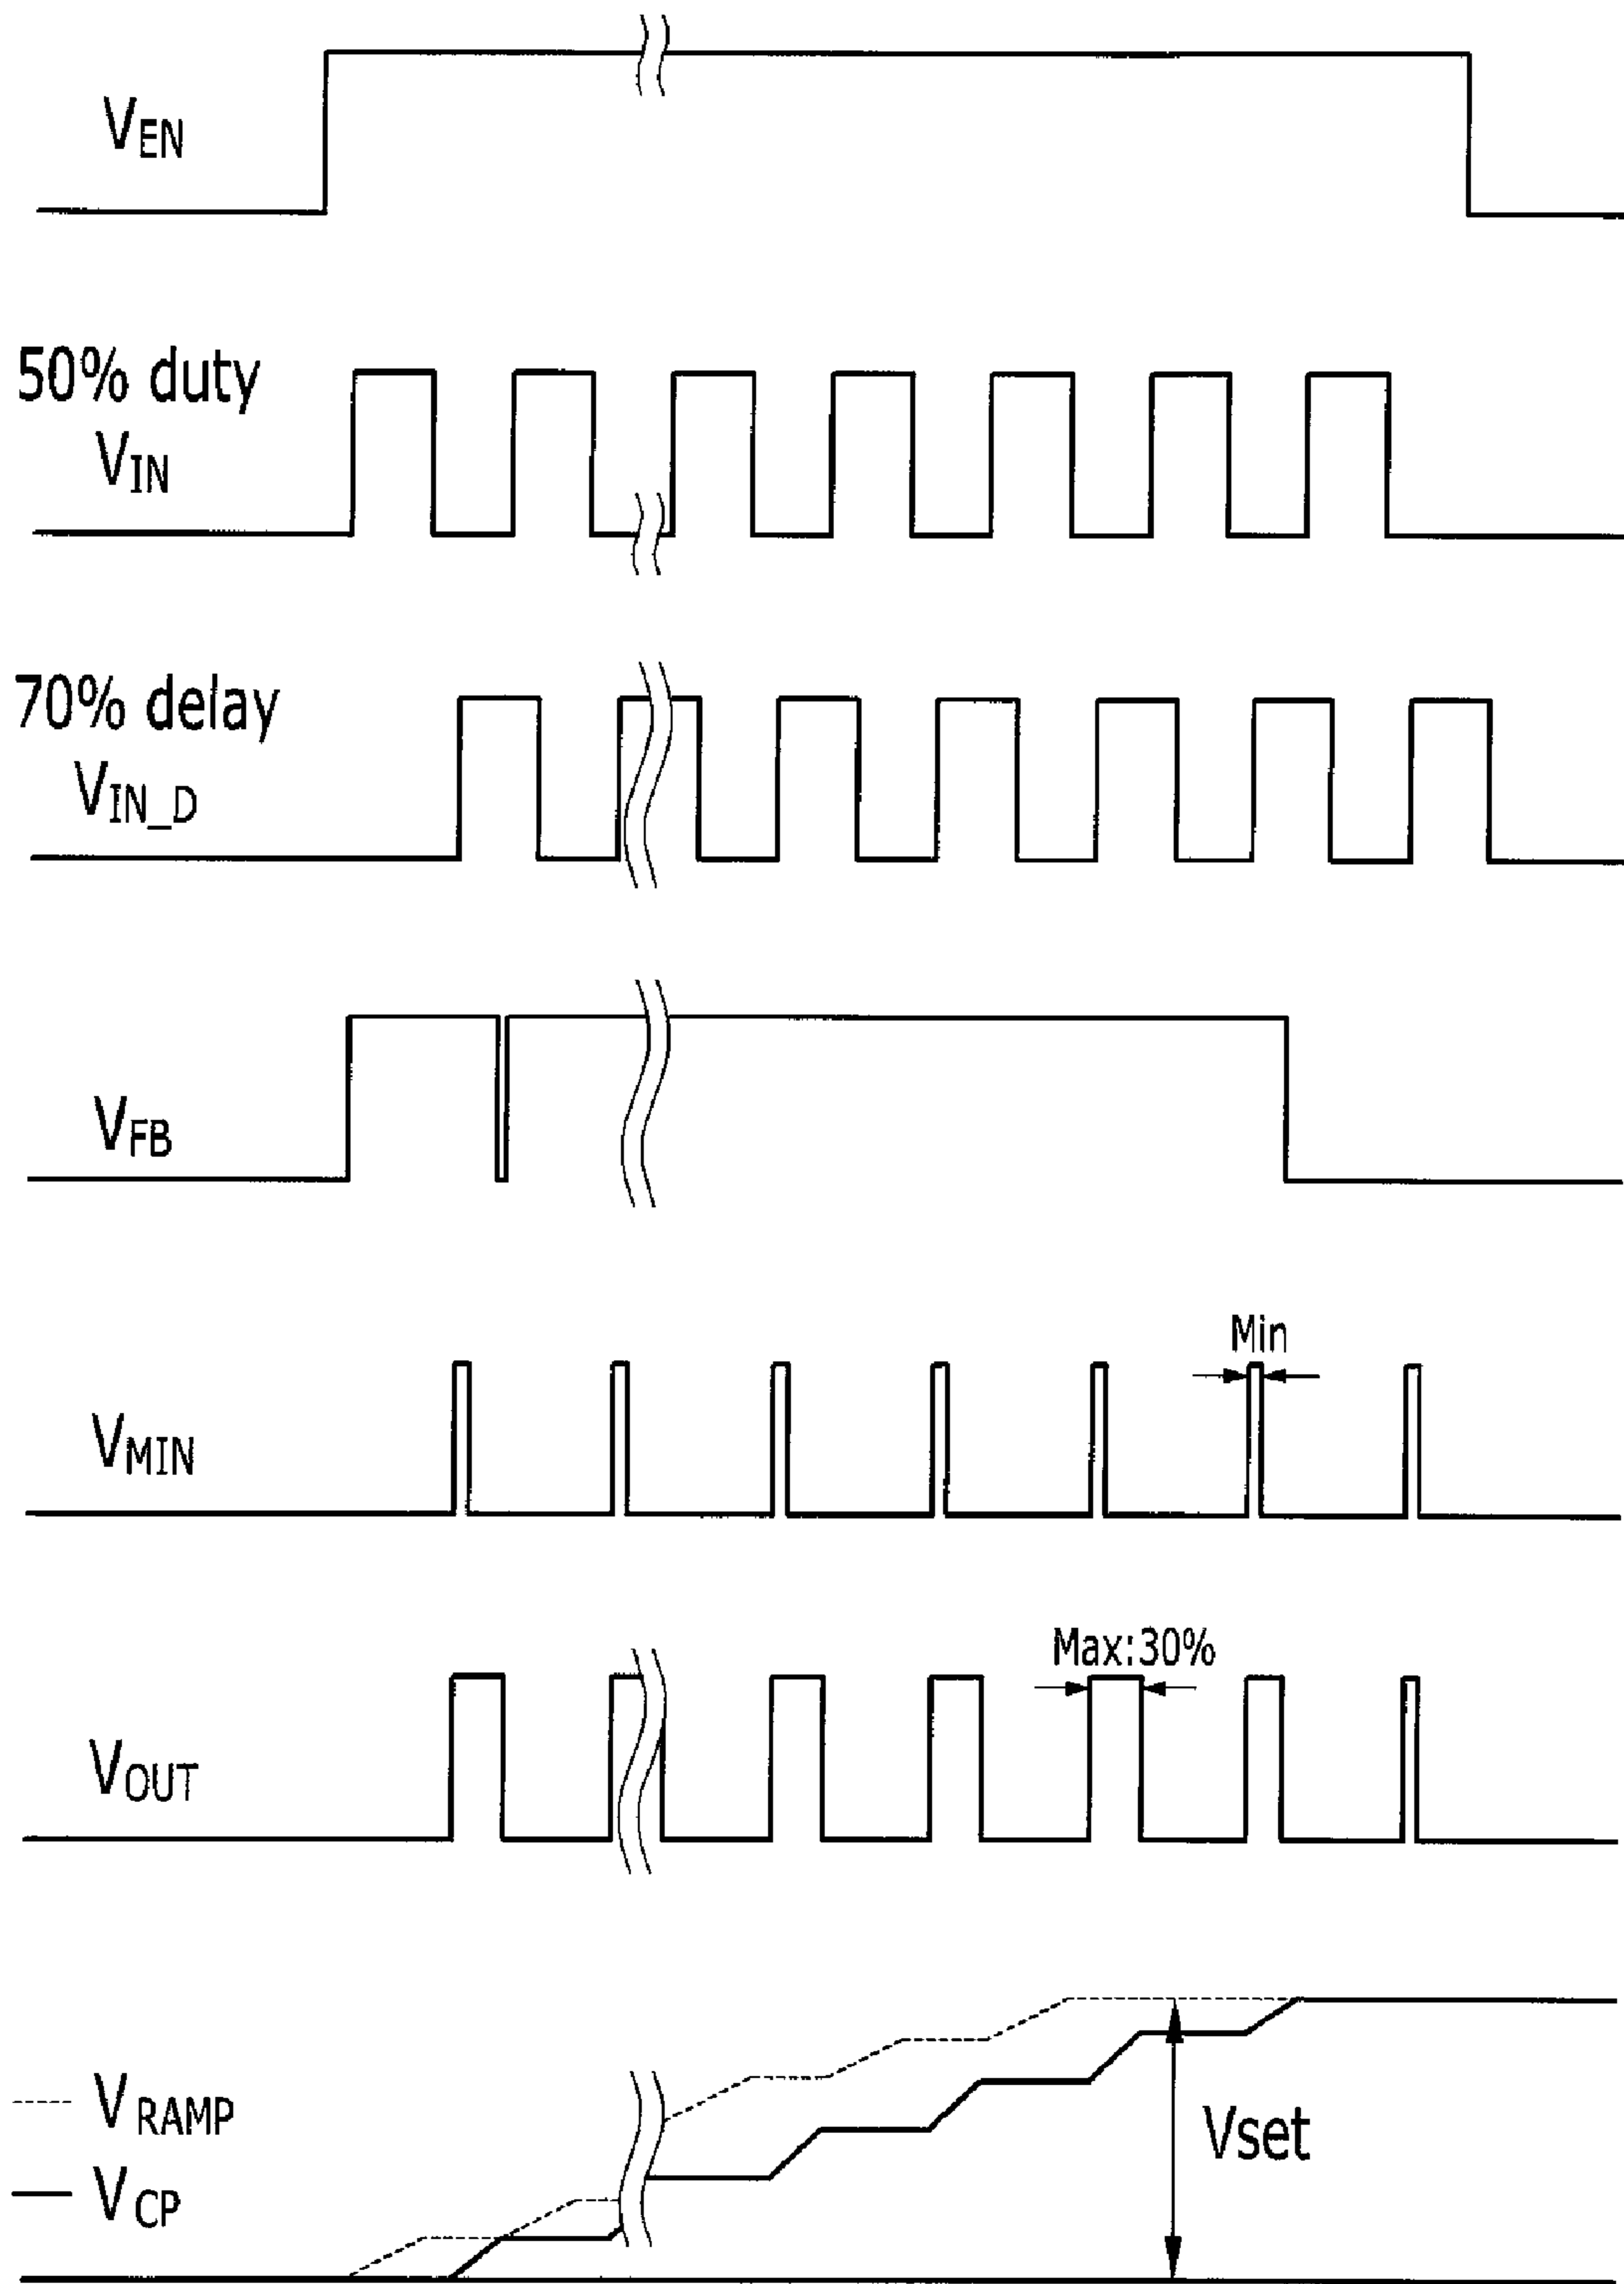 VEN
50% duty
VIN
70% delay
VIN_D
VFB
Min
VMIN
Max:30%
VOUT
VRAMP
Vset
VCP